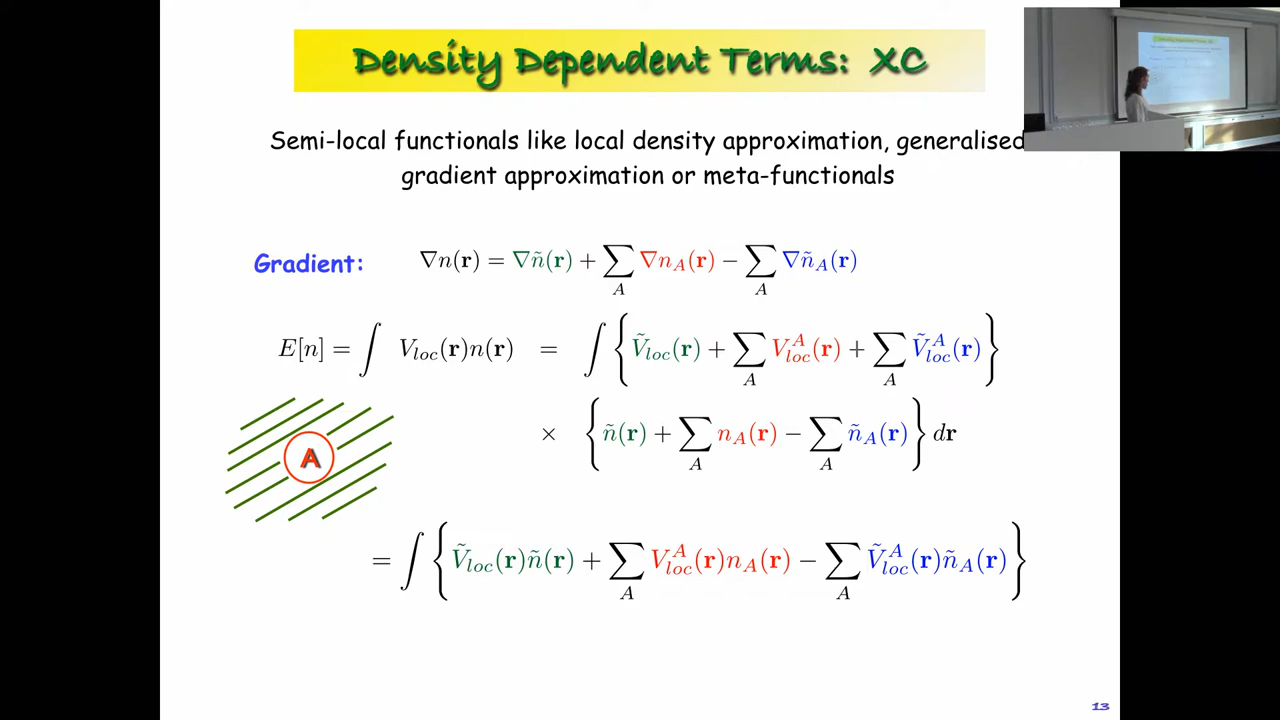 Density Dependent Terms: XC
Semi-local functionals like local density approximation, generalised
gradient approximation or meta-functionals
Gradient: ∇n(r) = ∇ñ(r) + ∑_A ∇n_A(r) − ∑_A ∇ñ_A(r)
E[n] = ∫ V_loc(r)n(r) = ∫ { Ṽ_loc(r) + ∑_A V^A_loc(r) + ∑_A Ṽ^A_loc(r) }
× { ñ(r) + ∑_A n_A(r) − ∑_A ñ_A(r) } dr
A
= ∫ { Ṽ_loc(r)ñ(r) + ∑_A V^A_loc(r)n_A(r) − ∑_A Ṽ^A_loc(r)ñ_A(r) }
13